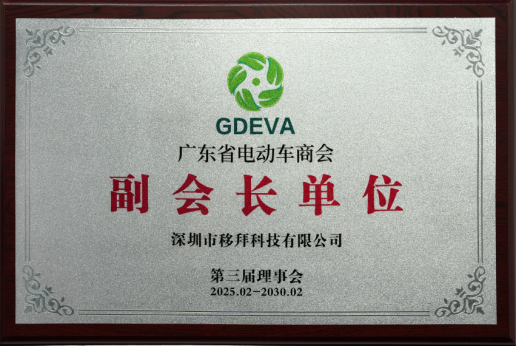 GDEVA
广东省电动车商会
副会长单位
深圳市移拜科技有限公司
第三届理事会
2025.02-2030.02